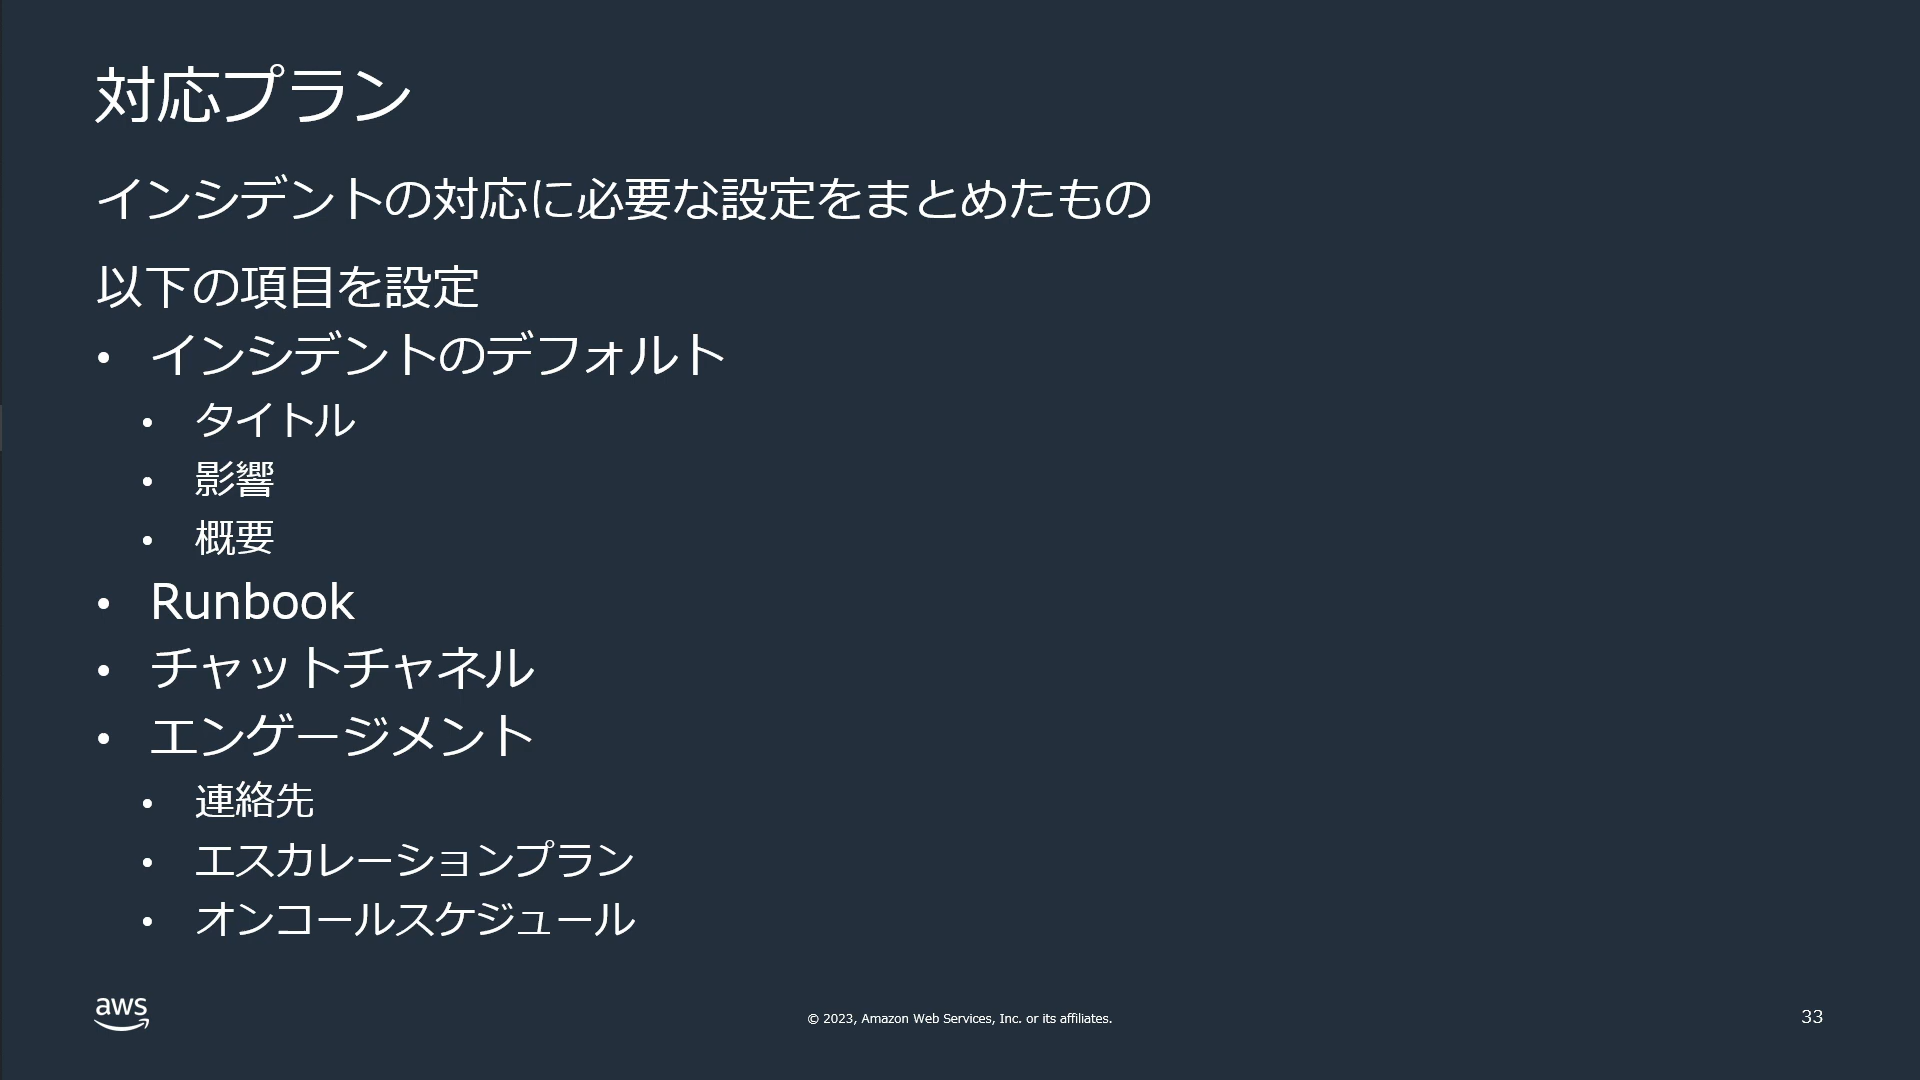 対応プラン
インシデントの対応に必要な設定をまとめたもの
以下の項目を設定
• インシデントのデフォルト
• タイトル
• 影響
• 概要
• Runbook
• チャットチャネル
• エンゲージメント
• 連絡先
• エスカレーションプラン
• オンコールスケジュール
aws
© 2023, Amazon Web Services, Inc. or its affiliates.
33